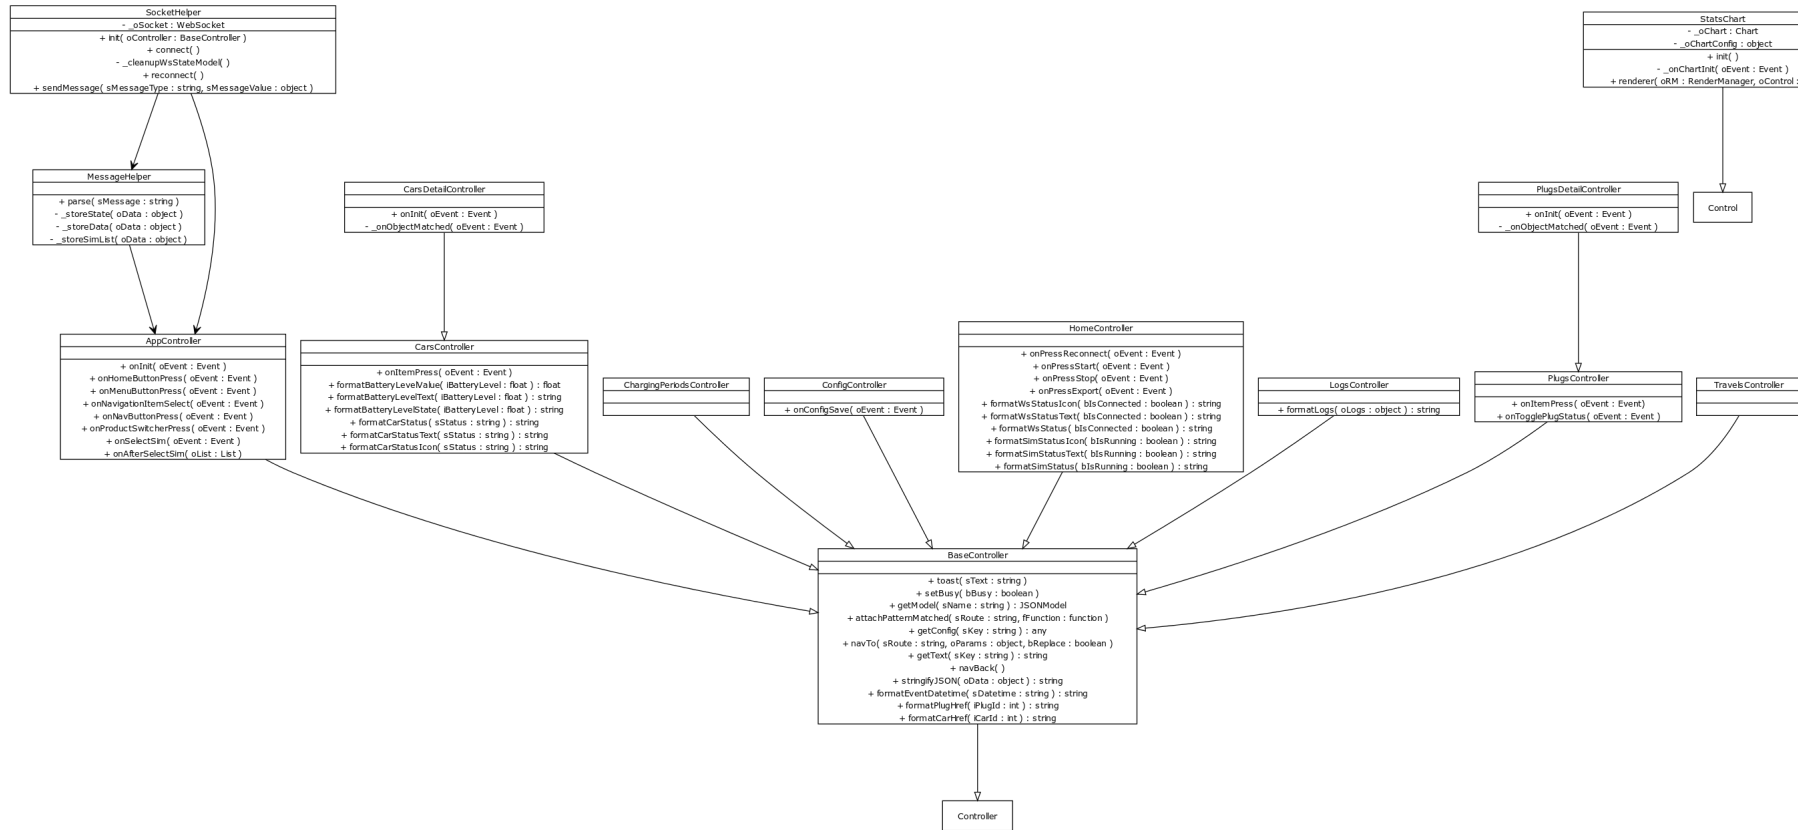 SocketHelper
- _oSocket : WebSocket
+ init( oController : BaseController )
+ connect( )
- _cleanupWsStateModel( )
+ reconnect( )
+ sendMessage( sMessageType : string, sMessageValue : object )
StatsChart
- _oChart : Chart
- _oChartConfig : object
+ init( )
- _onChartInit( oEvent : Event )
+ renderer( oRM : RenderManager, oControl :
MessageHelper
+ parse( sMessage : string )
- _storeState( oData : object )
- _storeData( oData : object )
- _storeSimList( oData : object )
CarsDetailController
+ onInit( oEvent : Event )
- _onObjectMatched( oEvent : Event )
PlugsDetailController
+ onInit( oEvent : Event )
- _onObjectMatched( oEvent : Event )
Control
AppController
+ onInit( oEvent : Event )
+ onHomeButtonPress( oEvent : Event )
+ onMenuButtonPress( oEvent : Event )
+ onNavigationItemSelect( oEvent : Event )
+ onNavButtonPress( oEvent : Event )
+ onProductSwitcherPress( oEvent : Event )
+ onSelectSim( oEvent : Event )
+ onAfterSelectSim( oList : List )
CarsController
+ onItemPress( oEvent : Event )
+ formatBatteryLevelValue( iBatteryLevel : float ) : float
+ formatBatteryLevelText( iBatteryLevel : float ) : string
+ formatBatteryLevelState( iBatteryLevel : float ) : string
+ formatCarStatus( sStatus : string ) : string
+ formatCarStatusText( sStatus : string ) : string
+ formatCarStatusIcon( sStatus : string ) : string
ChargingPeriodsController
ConfigController
+ onConfigSave( oEvent : Event )
HomeController
+ onPressReconnect( oEvent : Event )
+ onPressStart( oEvent : Event )
+ onPressStop( oEvent : Event )
+ onPressExport( oEvent : Event )
+ formatWsStatusIcon( bIsConnected : boolean ) : string
+ formatWsStatusText( bIsConnected : boolean ) : string
+ formatWsStatus( bIsConnected : boolean ) : string
+ formatSimStatusIcon( bIsRunning : boolean ) : string
+ formatSimStatusText( bIsRunning : boolean ) : string
+ formatSimStatus( bIsRunning : boolean ) : string
LogsController
+ formatLogs( oLogs : object ) : string
PlugsController
+ onItemPress( oEvent : Event)
+ onTogglePlugStatus( oEvent : Event )
TravelsController
BaseController
+ toast( sText : string )
+ setBusy( bBusy : boolean )
+ getModel( sName : string ) : JSONModel
+ attachPatternMatched( sRoute : string, fFunction : function )
+ getConfig( sKey : string ) : any
+ navTo( sRoute : string, oParams : object, bReplace : boolean )
+ getText( sKey : string ) : string
+ navBack( )
+ stringifyJSON( oData : object ) : string
+ formatEventDatetime( sDatetime : string ) : string
+ formatPlugHref( iPlugId : int ) : string
+ formatCarHref( iCarId : int ) : string
Controller